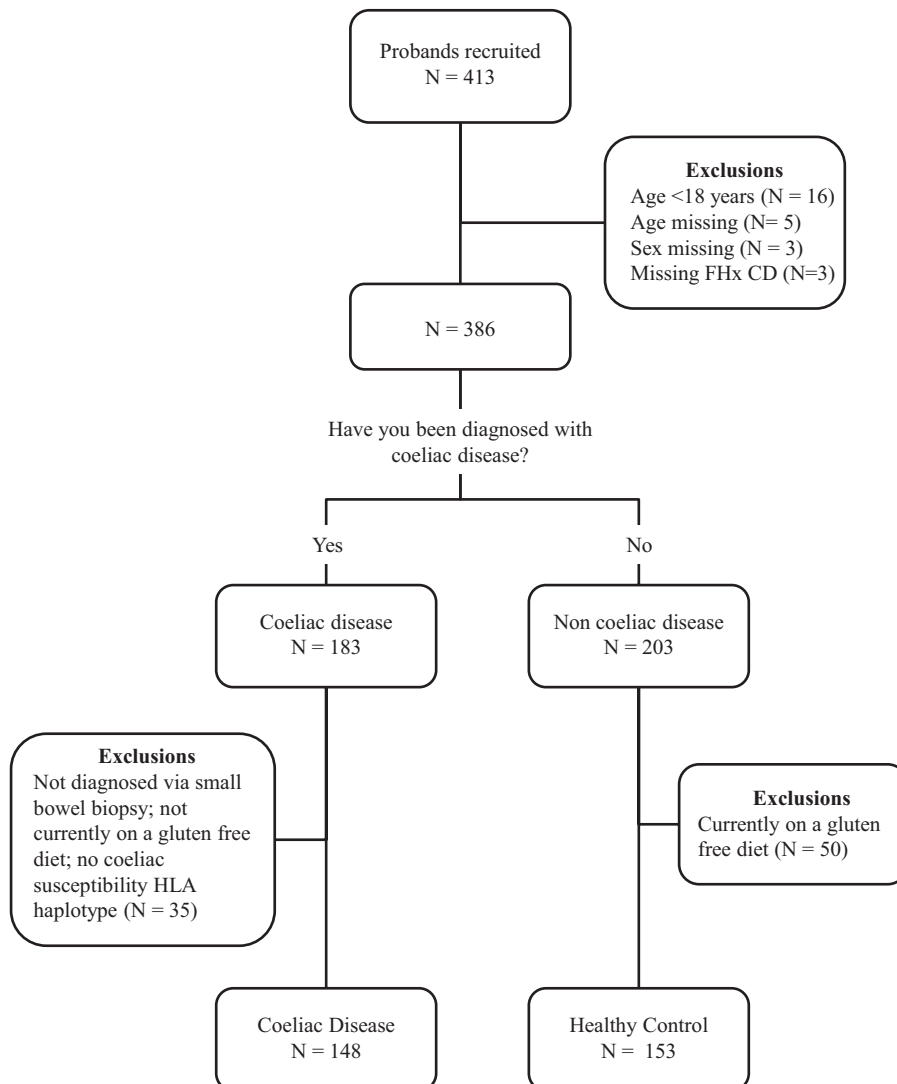 Probands recruited
N = 413
Exclusions
Age <18 years (N = 16)
Age missing (N= 5)
Sex missing (N = 3)
Missing FHx CD (N=3)
N = 386
Have you been diagnosed with
coeliac disease?
Yes
No
Coeliac disease
N = 183
Non coeliac disease
N = 203
Exclusions
Not diagnosed via small
bowel biopsy; not
currently on a gluten free
diet; no coeliac
susceptibility HLA
haplotype (N = 35)
Exclusions
Currently on a gluten
free diet (N = 50)
Coeliac Disease
N = 148
Healthy Control
N =  153